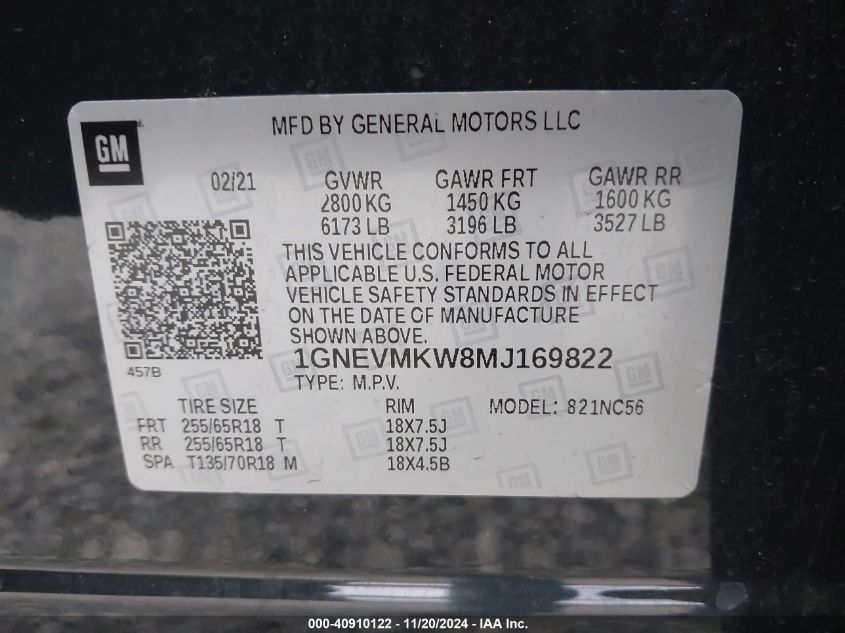 MFD BY GENERAL MOTORS LLC
GM
02/21 GVWR GAWR FRT GAWR RR
2800 KG 1450 KG 1600 KG
6173 LB 3196 LB 3527 LB
THIS VEHICLE CONFORMS TO ALL
APPLICABLE U.S. FEDERAL MOTOR
VEHICLE SAFETY STANDARDS IN EFFECT
ON THE DATE OF MANUFACTURE
SHOWN ABOVE.
1GNEVMKW8MJ169822
457B
TYPE: M.P.V.
TIRE SIZE RIM MODEL: 821NC56
FRT 255/65R18 T 18X7.5J
RR 255/65R18 T 18X7.5J
SPA T135/70R18 M 18X4.5B
000-40910122 - 11/20/2024 - IAA Inc.